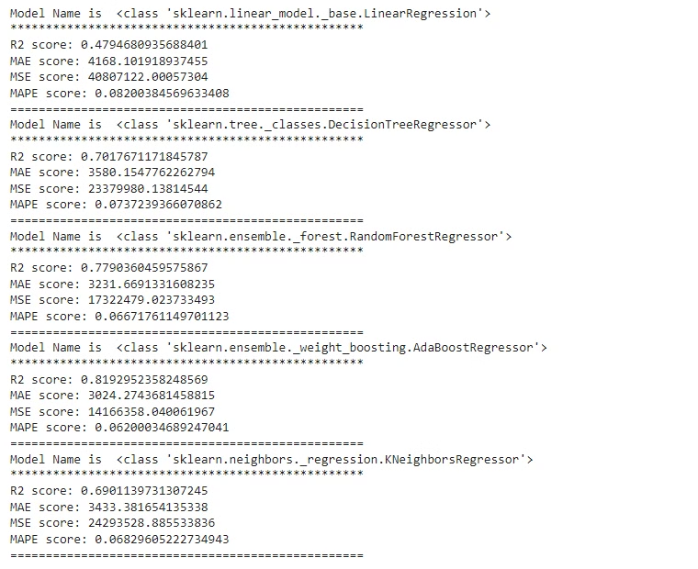 Model Name is  <class 'sklearn.linear_model._base.LinearRegression'>
**************************************************
R2 score: 0.4794680935688401
MAE score: 4168.101918937455
MSE score: 40807122.00057304
MAPE score: 0.08200384569633408
==================================================
Model Name is  <class 'sklearn.tree._classes.DecisionTreeRegressor'>
**************************************************
R2 score: 0.7017671171845787
MAE score: 3580.1547762262794
MSE score: 23379980.13814544
MAPE score: 0.0737239366070862
==================================================
Model Name is  <class 'sklearn.ensemble._forest.RandomForestRegressor'>
**************************************************
R2 score: 0.7790360459575867
MAE score: 3231.6691331608235
MSE score: 17322479.023733493
MAPE score: 0.06671761149701123
==================================================
Model Name is  <class 'sklearn.ensemble._weight_boosting.AdaBoostRegressor'>
**************************************************
R2 score: 0.8192952358248569
MAE score: 3024.2743681458815
MSE score: 14166358.040061967
MAPE score: 0.06200034689247041
==================================================
Model Name is  <class 'sklearn.neighbors._regression.KNeighborsRegressor'>
**************************************************
R2 score: 0.6901139731307245
MAE score: 3433.381654135338
MSE score: 24293528.885533836
MAPE score: 0.06829605222734943
==================================================